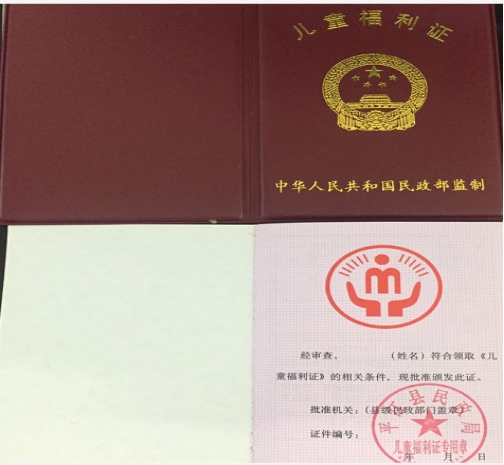 儿童福利证
中华人民共和国民政部监制
经审查， （姓名）符合领取《儿
童福利证》的相关条件，现批准颁发此证。
批准机关：（县级民政部门盖章）
证件编号：
县民政局
儿童福利证专用章
年 月 日